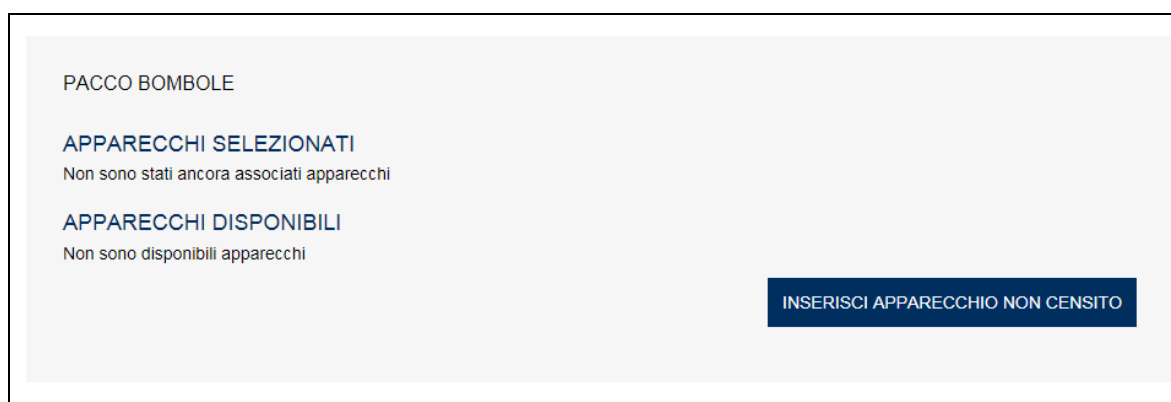 PACCO BOMBOLE
APPARECCHI SELEZIONATI
Non sono stati ancora associati apparecchi
APPARECCHI DISPONIBILI
Non sono disponibili apparecchi
INSERISCI APPARECCHIO NON CENSITO